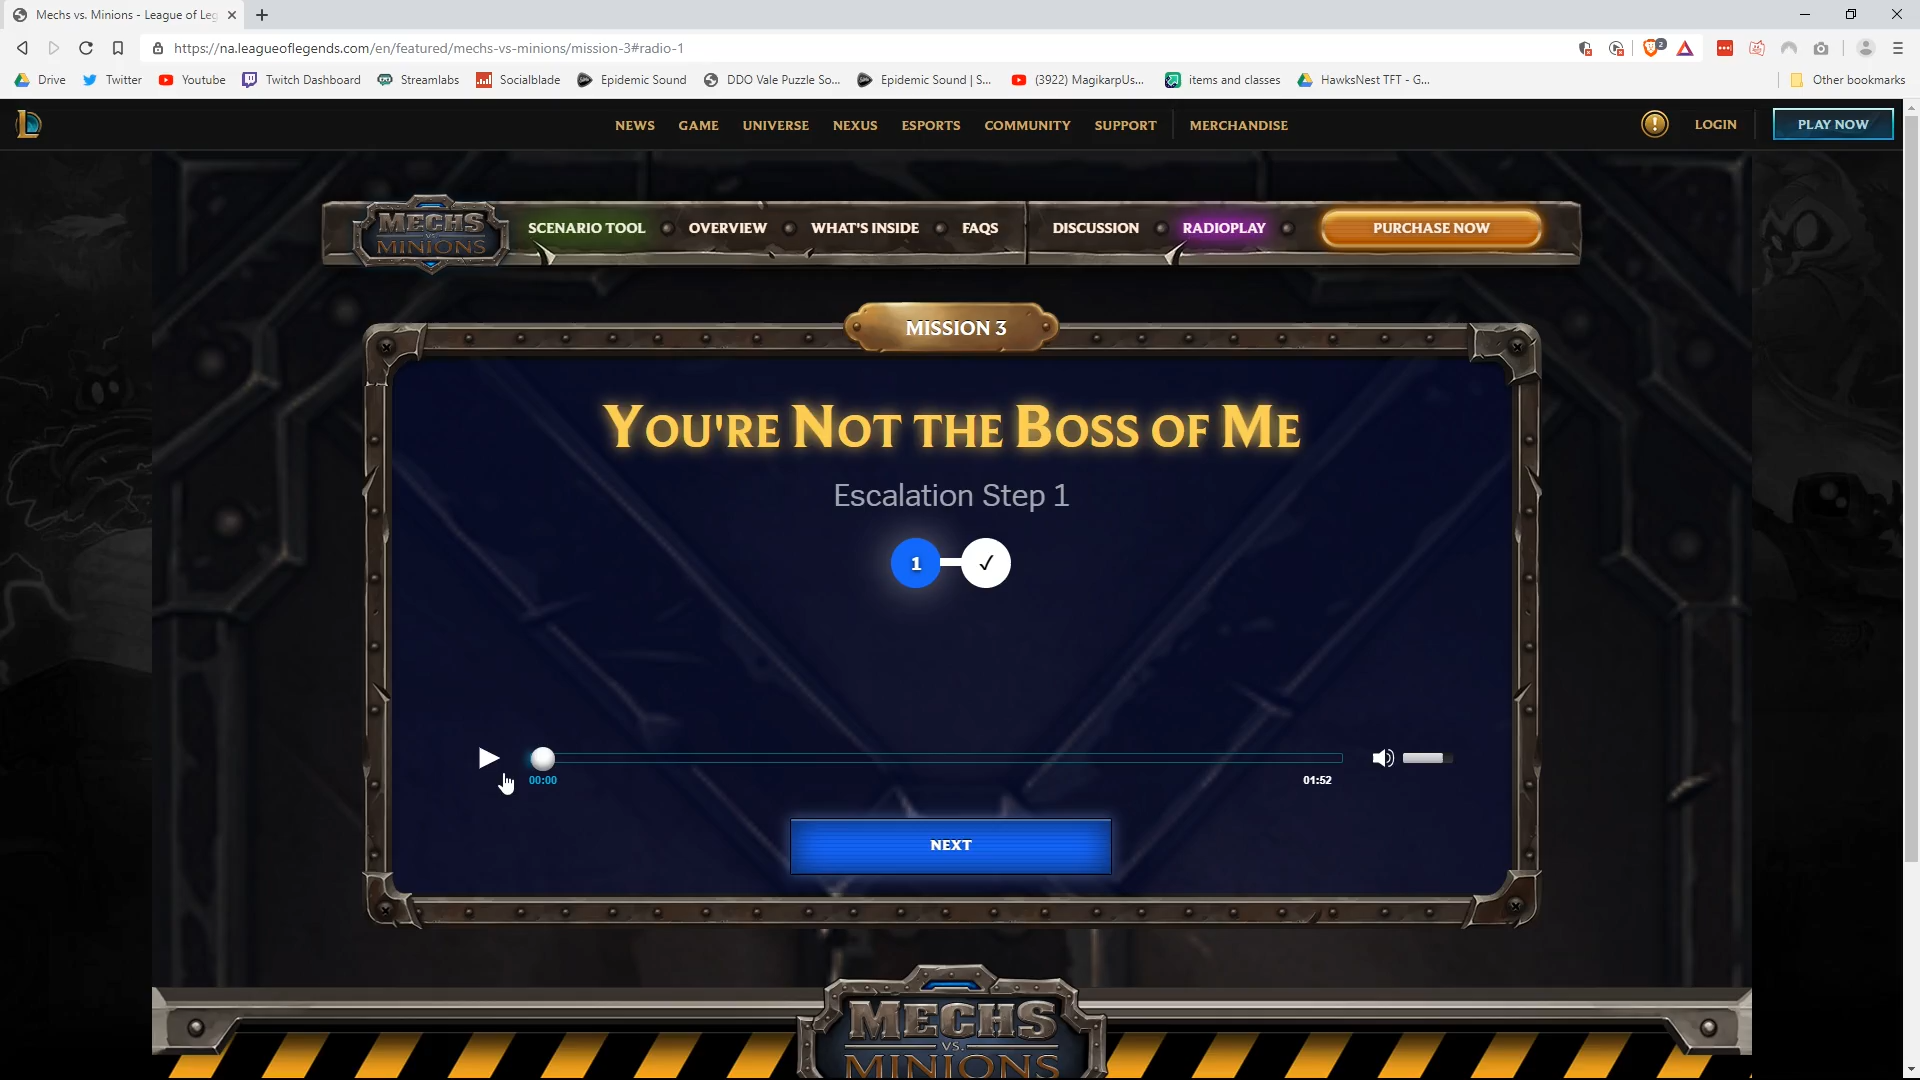 Mechs vs. Minions - League of Leg
https://na.leagueoflegends.com/en/featured/mechs-vs-minions/mission-3#radio-1
2
Drive Twitter Youtube Twitch Dashboard Streamlabs Socialblade Epidemic Sound DDO Vale Puzzle So... Epidemic Sound | S... (3922) MagikarpUs... items and classes HawksNest TFT - G... Other bookmarks
NEWS GAME UNIVERSE NEXUS ESPORTS COMMUNITY SUPPORT MERCHANDISE LOGIN PLAY NOW
MECHS VS. MINIONS
SCENARIO TOOL OVERVIEW WHAT'S INSIDE FAQS DISCUSSION RADIOPLAY PURCHASE NOW
MISSION 3
YOU'RE NOT THE BOSS OF ME
Escalation Step 1
1 ✓
00:00 01:52
NEXT
MECHS
VS.
MINIONS